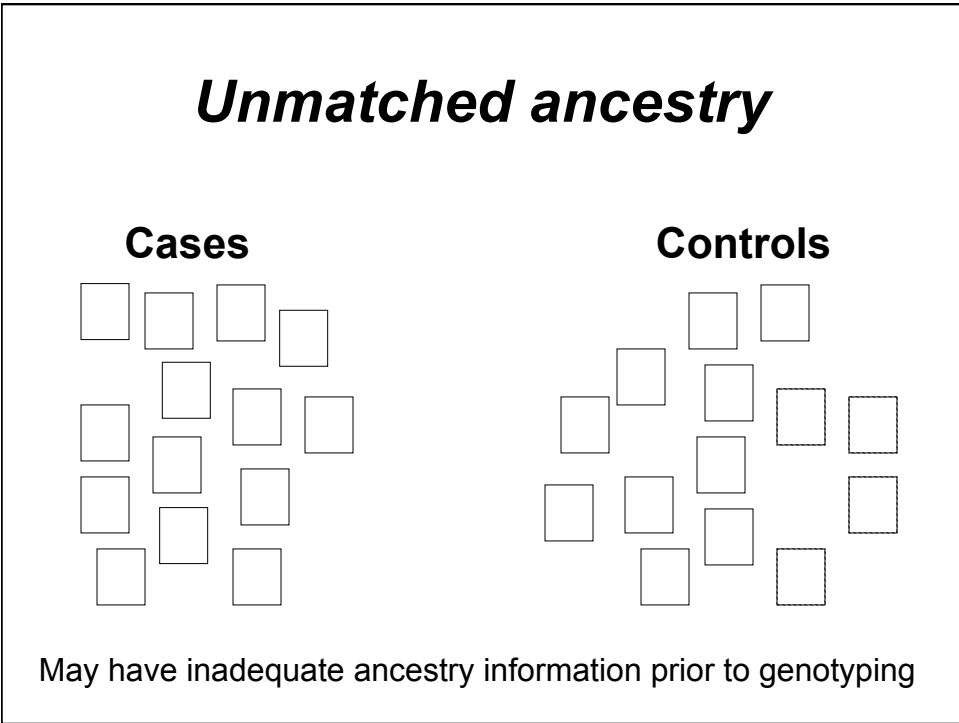 Unmatched ancestry
Cases Controls
May have inadequate ancestry information prior to genotyping